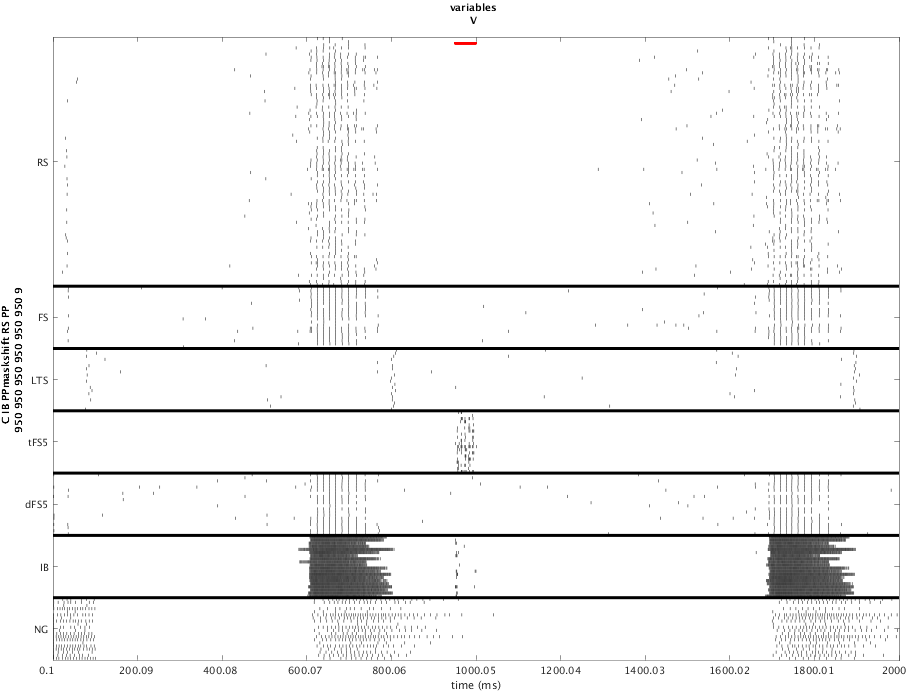 variables
V
RS
FS
LTS
tFS5
dFS5
IB
NG
C IB PPmaskshift RS PP
950 950 950 950 950 950 9
0.1 200.09 400.08 600.07 800.06 1000.05 1200.04 1400.03 1600.02 1800.01 2000
time (ms)